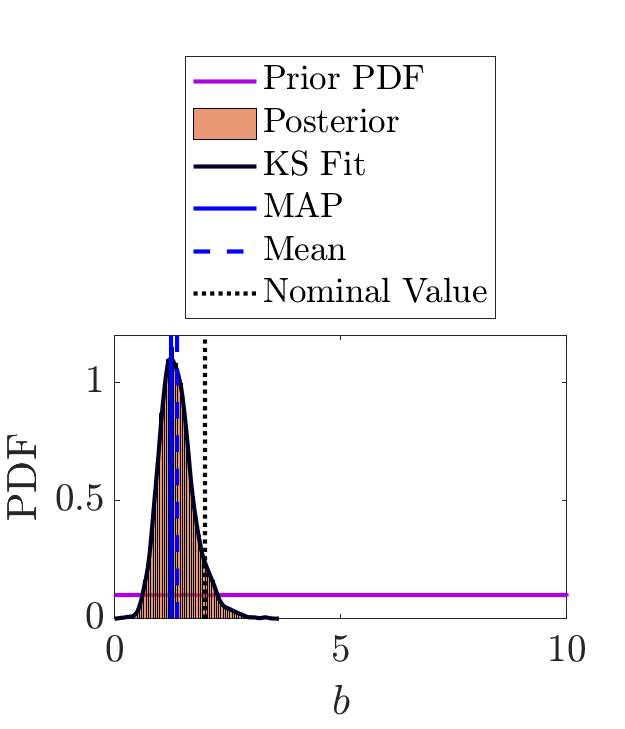 Prior PDF
Posterior
KS Fit
MAP
Mean
Nominal Value
1
0.5
0
PDF
0
5
10
b